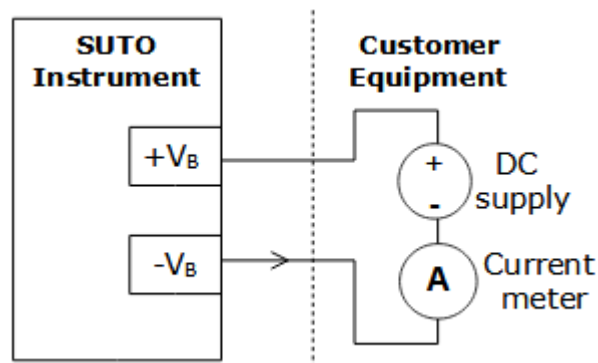 SUTO
Instrument
Customer
Equipment
+VB
+
-
DC
supply
-VB
A
Current
meter